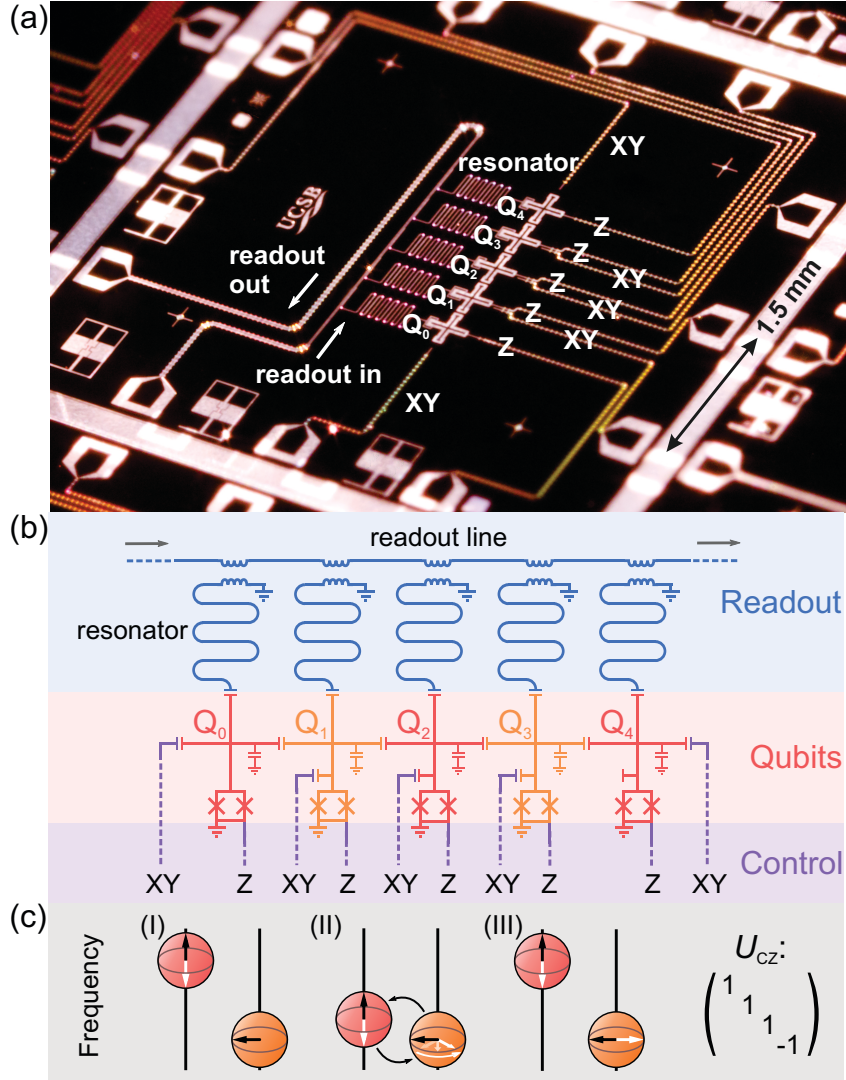 (a)
XY
resonator
Q4
Z
Q3
Z
UCSB
Q2
Z
XY
readout
out
Q1
Z
XY
1.5 mm
Q0
Z
XY
readout in
XY
(b)
readout line
Readout
resonator
Q0 Q1 Q2 Q3 Q4
Qubits
Control
XY Z XY Z XY Z XY Z Z XY
(c)
Frequency
(I) (II) (III)
UCZ:
1
1
1
-1